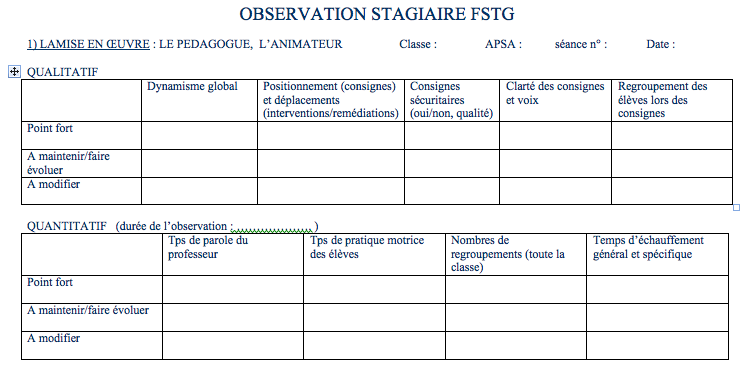 OBSERVATION STAGIAIRE FSTG
1) LAMISE EN ŒUVRE : LE PEDAGOGUE, L'ANIMATEUR Classe : APSA : séance n° : Date :
QUALITATIF
Dynamisme global
Positionnement (consignes)
et déplacements
(interventions/remédiations)
Consignes
sécuritaires
(oui/non, qualité)
Clarté des consignes
et voix
Regroupement des
élèves lors des
consignes
Point fort
A maintenir/faire
évoluer
A modifier
QUANTITATIF (durée de l'observation :...................)
Tps de parole du
professeur
Tps de pratique motrice
des élèves
Nombres de
regroupements (toute la
classe)
Temps d'échauffement
général et spécifique
Point fort
A maintenir/faire évoluer
A modifier